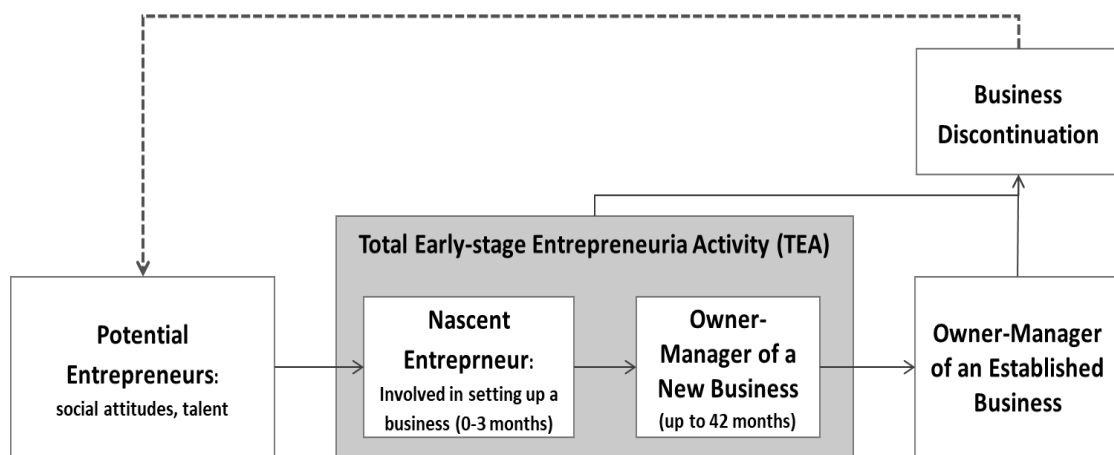 Business
Discontinuation
Total Early-stage Entrepreneuria Activity (TEA)
Potential
Entrepreneurs:
social attitudes, talent
Nascent
Entreprneur:
Involved in setting up a
business (0-3 months)
Owner-
Manager of a
New Business
(up to 42 months)
Owner-Manager
of an Established
Business